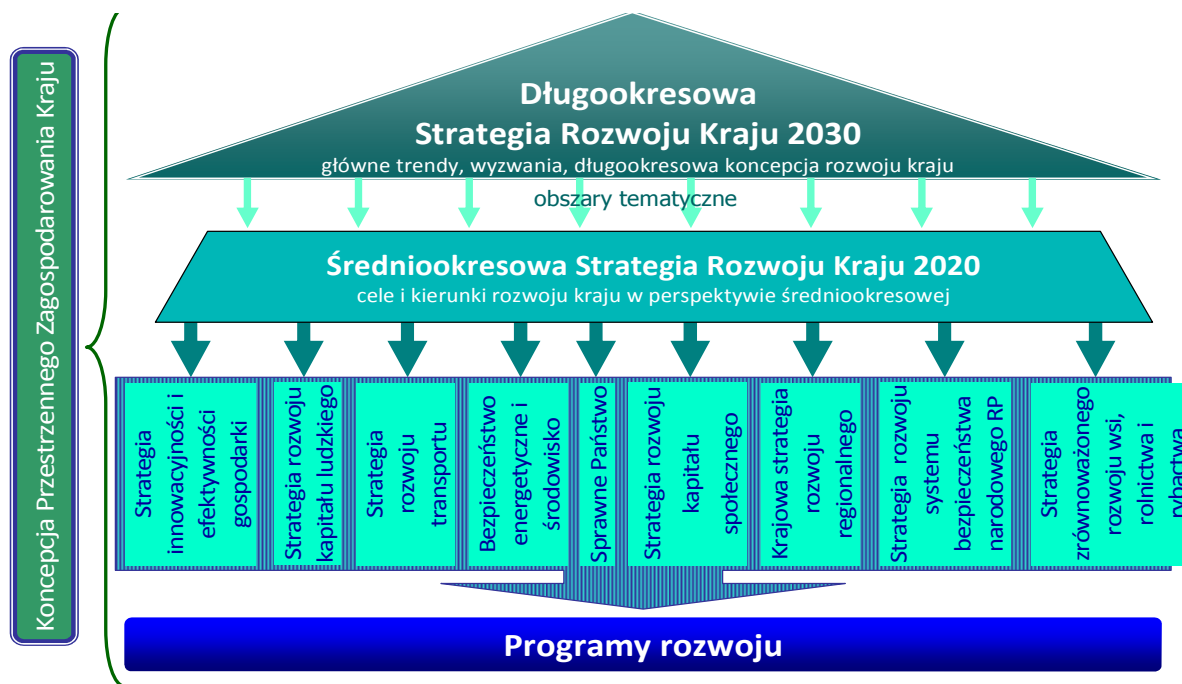 Koncepcja Przestrzennego Zagospodarowania Kraju
Długookresowa
Strategia Rozwoju Kraju 2030
główne trendy, wyzwania, długookresowa koncepcja rozwoju kraju
obszary tematyczne
Średniookresowa Strategia Rozwoju Kraju 2020
cele i kierunki rozwoju kraju w perspektywie średniookresowej
Strategia
innowacyjności i
efektywności
gospodarki
Strategia rozwoju
kapitału ludzkiego
Strategia
rozwoju
transportu
Bezpieczeństwo
energetyczne i
środowisko
Sprawne Państwo
Strategia rozwoju
kapitału
społecznego
Krajowa strategia
rozwoju
regionalnego
Strategia rozwoju
systemu
bezpieczeństwa
narodowego RP
Strategia
zrównoważonego
rozwoju wsi,
rolnictwa i
rybactwa
Programy rozwoju